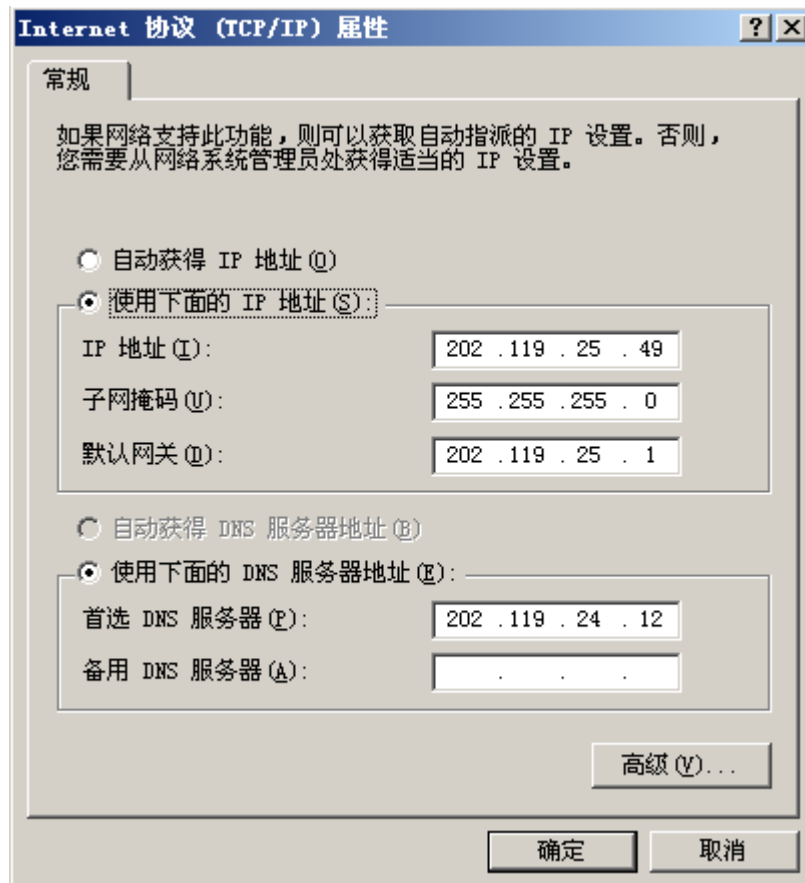 Internet 协议 (TCP/IP) 属性
常规
如果网络支持此功能,则可以获取自动指派的 IP 设置。否则,
您需要从网络系统管理员处获得适当的 IP 设置。
自动获得 IP 地址(O)
使用下面的 IP 地址(S):
IP 地址(I): 202 .119 . 25 . 49
子网掩码(U): 255 .255 .255 . 0
默认网关(D): 202 .119 . 25 . 1
自动获得 DNS 服务器地址(B)
使用下面的 DNS 服务器地址(E):
首选 DNS 服务器(P): 202 .119 . 24 . 12
备用 DNS 服务器(A): . . .
高级(V)...
确定 取消